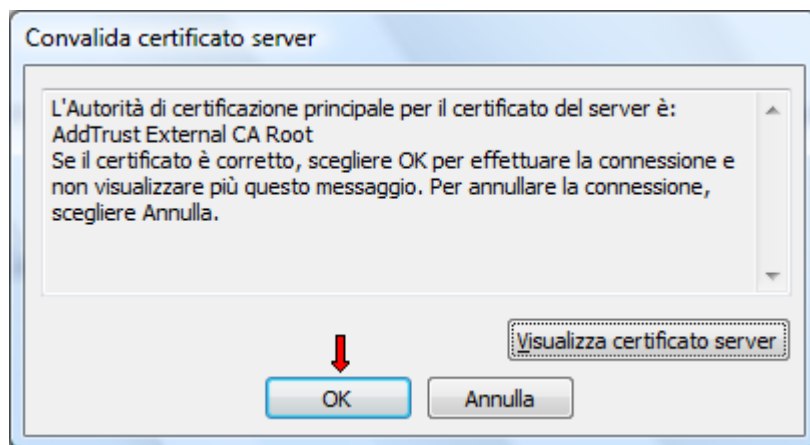 Convalida certificato server
L'Autorità di certificazione principale per il certificato del server è:
AddTrust External CA Root
Se il certificato è corretto, scegliere OK per effettuare la connessione e
non visualizzare più questo messaggio. Per annullare la connessione,
scegliere Annulla.
Visualizza certificato server
OK Annulla